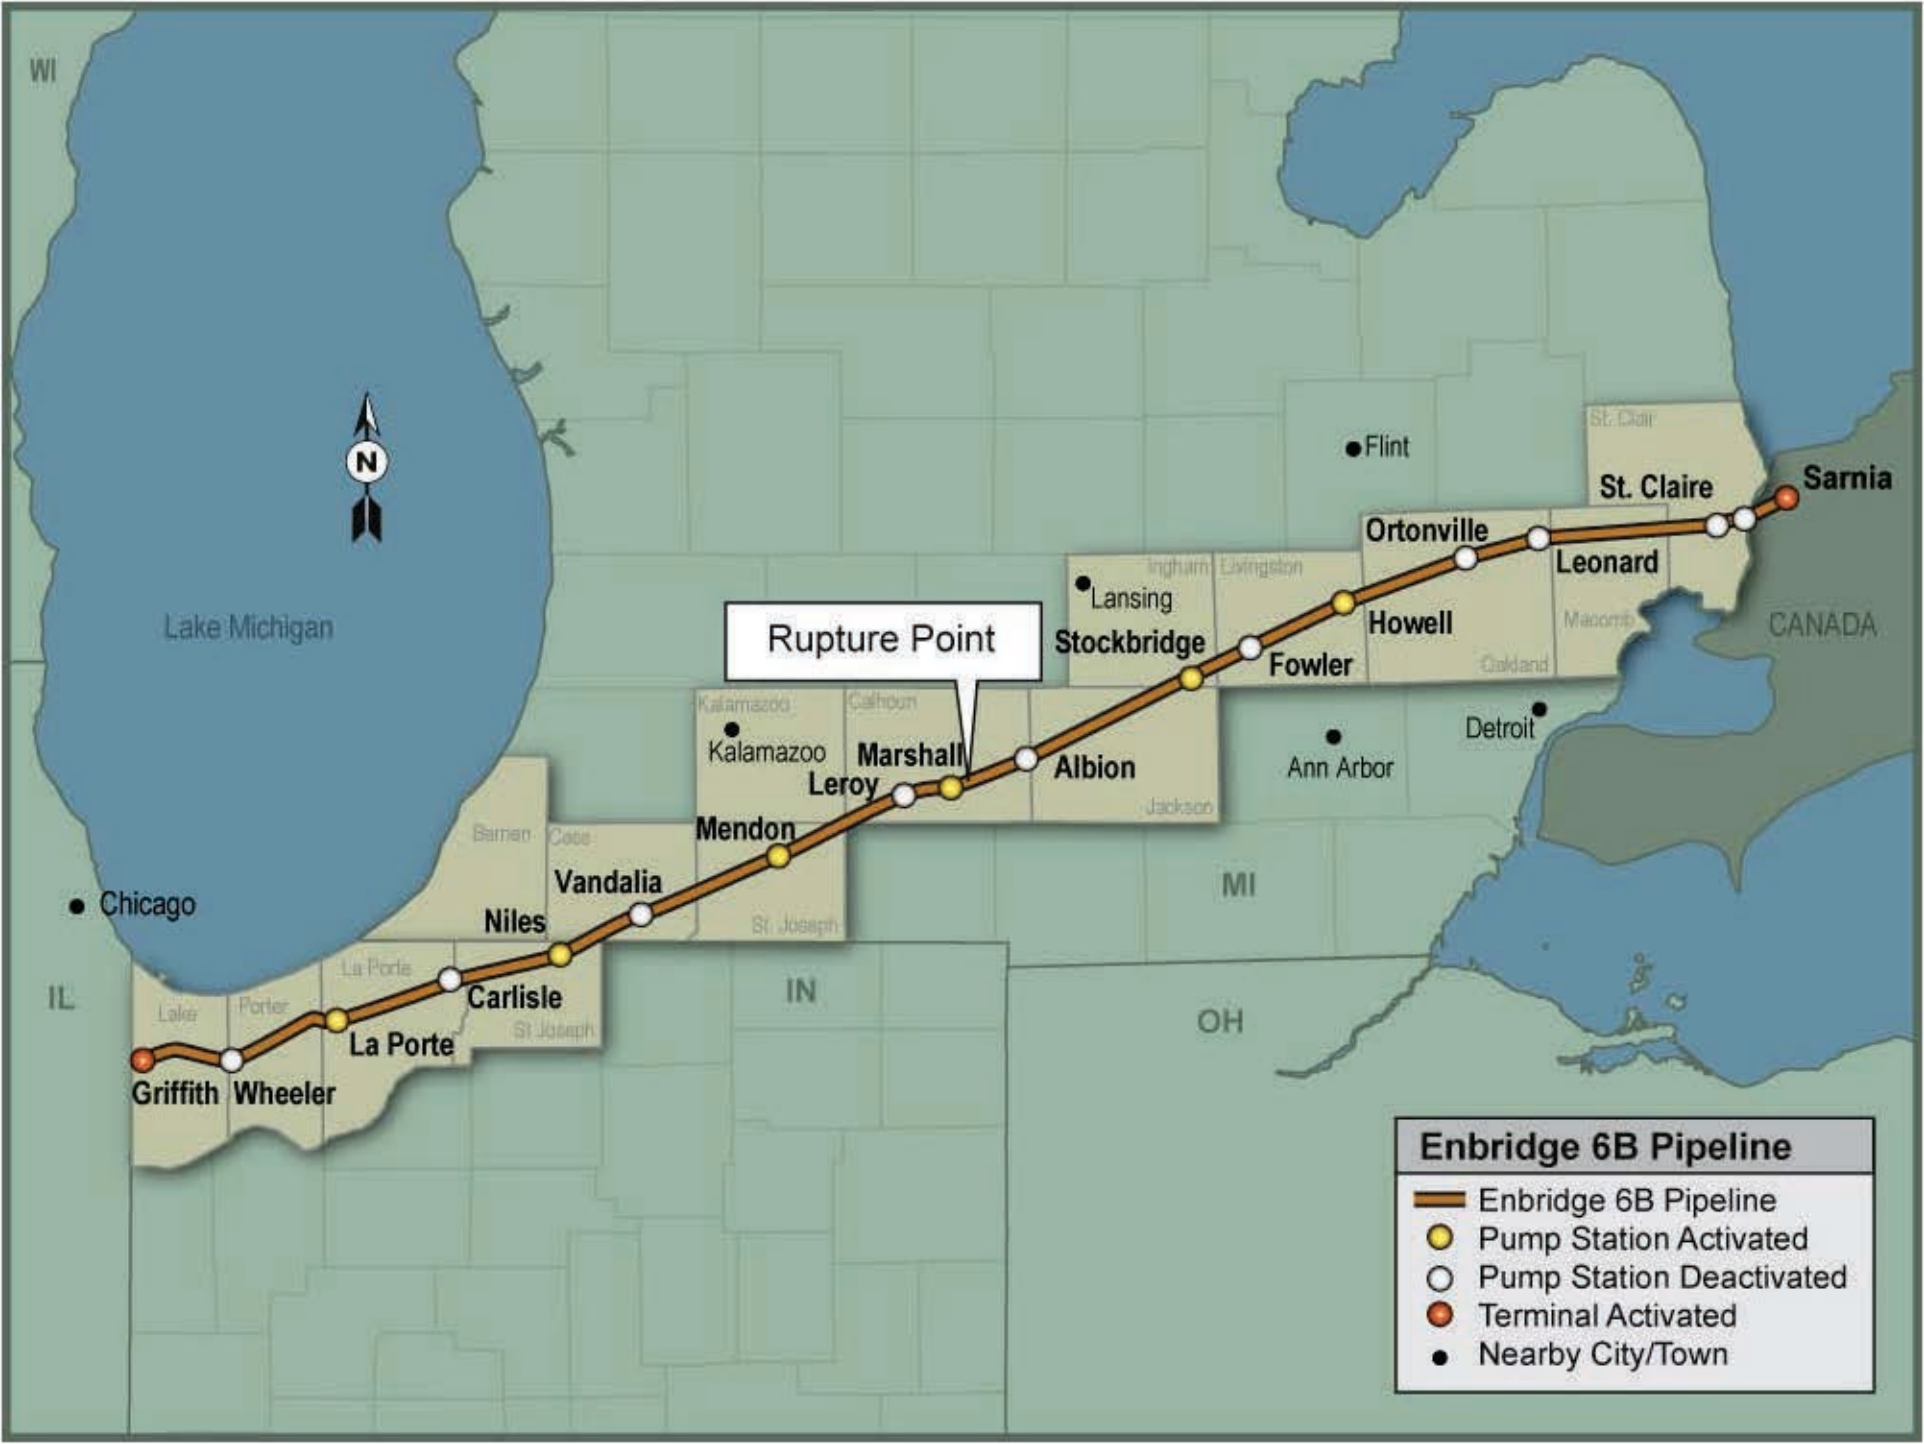 WI
Flint
St. Clair
St. Claire
Sarnia
Ortonville
N
Ingham
Livingston
Leonard
Lansing
Lake Michigan
Rupture Point
Stockbridge
Howell
Macomb
CANADA
Fowler
Oakland
Kalamazoo
Calhoun
Detroit
Kalamazoo
Marshall
Albion
Ann Arbor
Leroy
Jackson
Mendon
Barrien
Cass
Vandalia
MI
Chicago
Niles
St. Joseph
La Porte
IL
Carlisle
IN
Lake
Porter
OH
St Joseph
La Porte
Griffith
Wheeler
Enbridge 6B Pipeline
Enbridge 6B Pipeline
Pump Station Activated
Pump Station Deactivated
Terminal Activated
Nearby City/Town